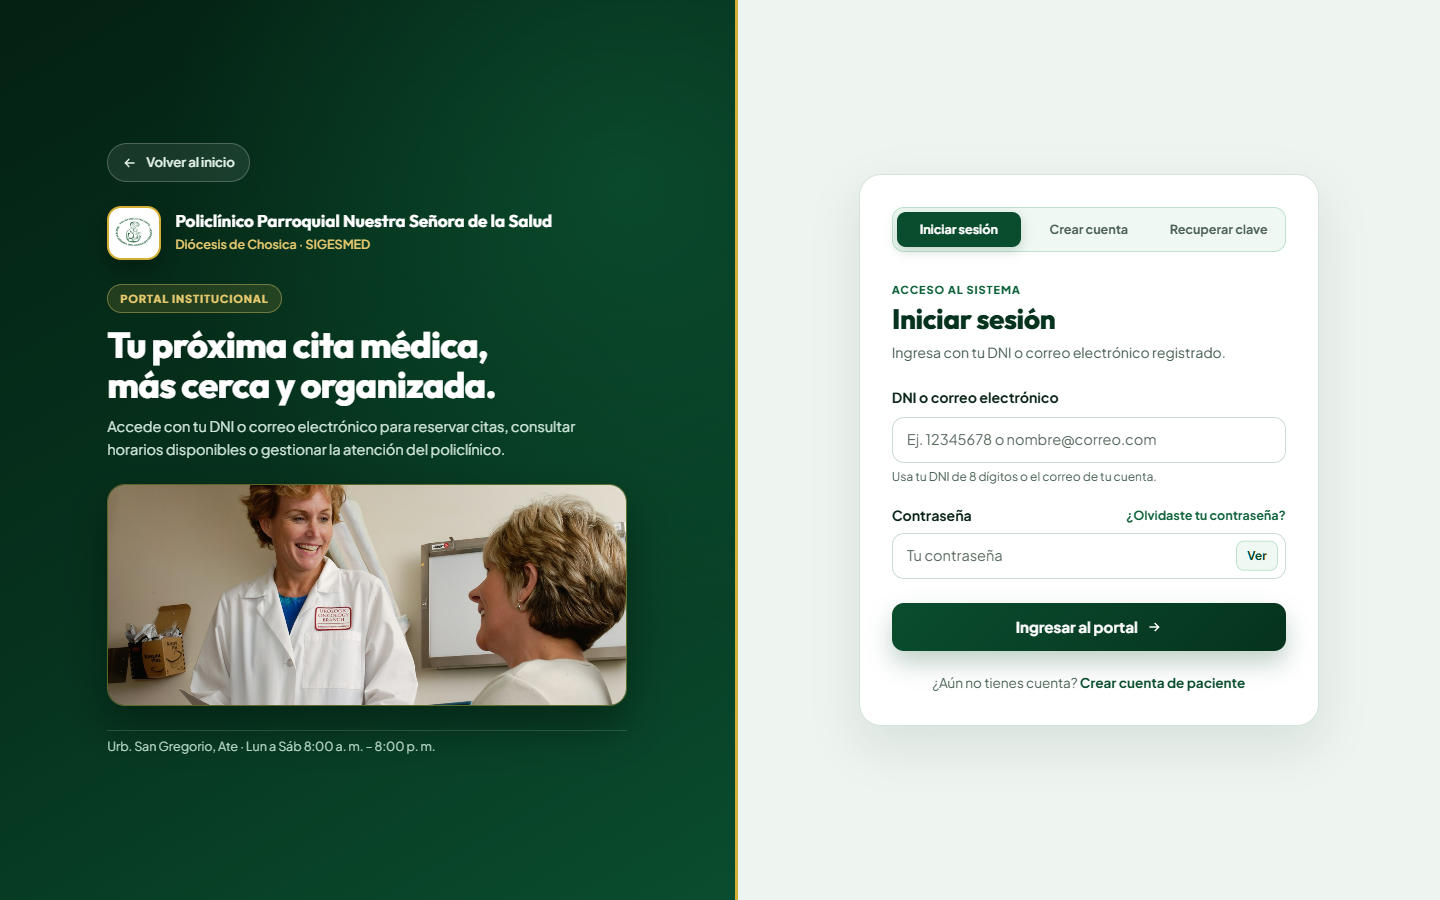 ← Volver al inicio
Policlínico Parroquial Nuestra Señora de la Salud
Diócesis de Chosica · SIGESMED
PORTAL INSTITUCIONAL
Tu próxima cita médica,
más cerca y organizada.
Accede con tu DNI o correo electrónico para reservar citas, consultar
horarios disponibles o gestionar la atención del policlínico.
UROLOGIC
ONCOLOGY
BRANCH
Urb. San Gregorio, Ate · Lun a Sáb 8:00 a. m. – 8:00 p. m.
Iniciar sesión
Crear cuenta
Recuperar clave
ACCESO AL SISTEMA
Iniciar sesión
Ingresa con tu DNI o correo electrónico registrado.
DNI o correo electrónico
Ej. 12345678 o nombre@correo.com
Usa tu DNI de 8 dígitos o el correo de tu cuenta.
Contraseña
¿Olvidaste tu contraseña?
Tu contraseña
Ver
Ingresar al portal →
¿Aún no tienes cuenta? Crear cuenta de paciente